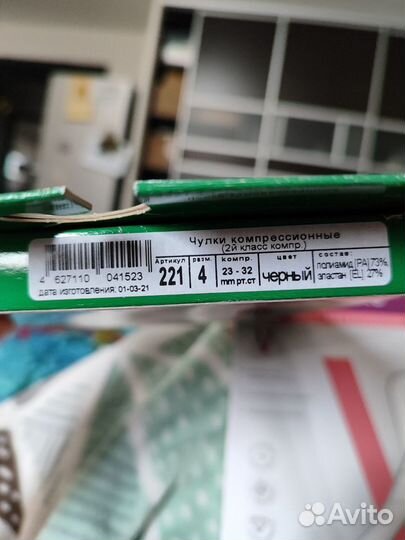 Чулки компрессионные
(2й класс компр.)
4 627110 041523
дата изготовления: 01-03-21
Артикул разм. компр. цвет состав
221 4 23 - 32 мм рт.ст черный полиамид [PA] 73%,
эластан [EL] 27%
Avito